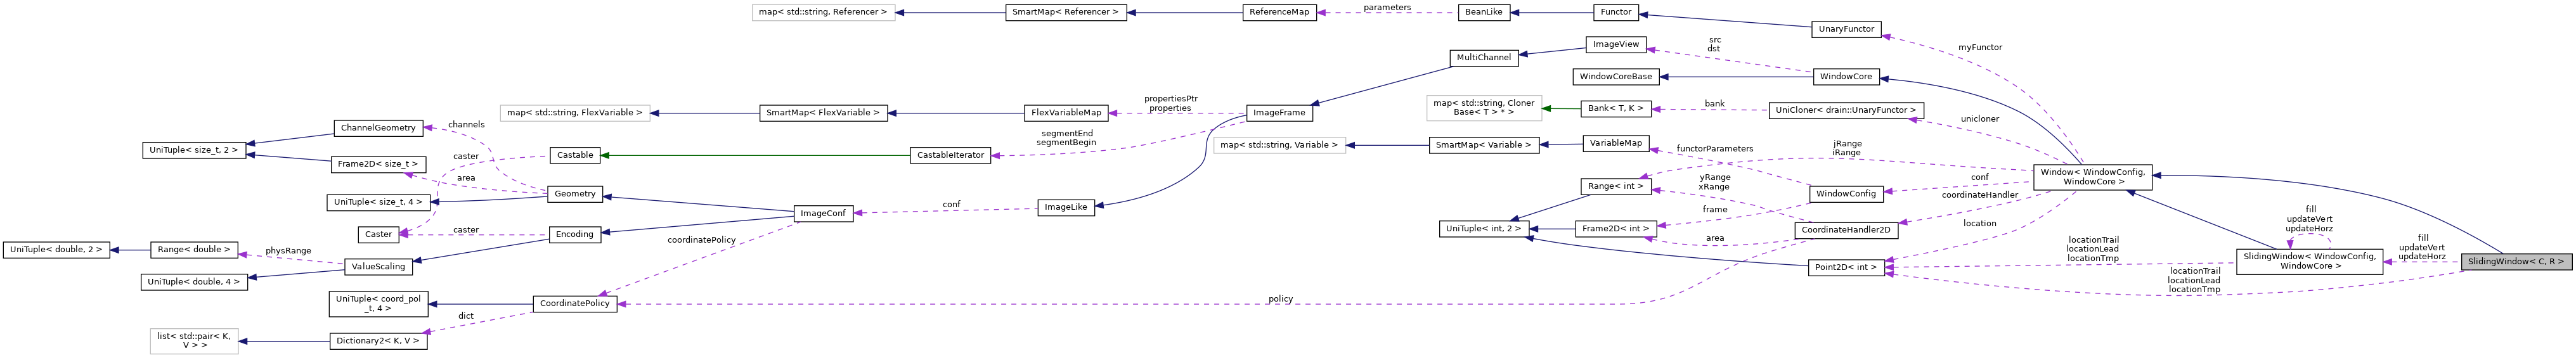 map< std::string, Referencer >
SmartMap< Referencer >
ReferenceMap
parameters
BeanLike
Functor
UnaryFunctor
myFunctor
src
dst
ImageView
MultiChannel
WindowCoreBase
WindowCore
map< std::string, FlexVariable >
SmartMap< FlexVariable >
FlexVariableMap
propertiesPtr
properties
ImageFrame
map< std::string, Cloner
Base< T > * >
Bank< T, K >
bank
UniCloner< drain::UnaryFunctor >
unicloner
channels
ChannelGeometry
UniTuple< size_t, 2 >
Frame2D< size_t >
caster
area
Castable
CastableIterator
segmentEnd
segmentBegin
map< std::string, Variable >
SmartMap< Variable >
VariableMap
functorParameters
jRange
iRange
Window< WindowConfig,
WindowCore >
conf
WindowConfig
Range< int >
yRange
xRange
coordinateHandler
UniTuple< size_t, 4 >
Geometry
ImageConf
conf
ImageLike
frame
location
Caster
caster
Encoding
coordinatePolicy
UniTuple< int, 2 >
Frame2D< int >
area
CoordinateHandler2D
fill
updateVert
updateHorz
UniTuple< double, 2 >
Range< double >
physRange
ValueScaling
UniTuple< double, 4 >
Point2D< int >
locationTrail
locationLead
locationTmp
SlidingWindow< WindowConfig,
WindowCore >
fill
updateVert
updateHorz
SlidingWindow< C, R >
locationTrail
locationLead
locationTmp
UniTuple< coord_pol
_t, 4 >
CoordinatePolicy
policy
dict
list< std::pair< K,
V > >
Dictionary2< K, V >